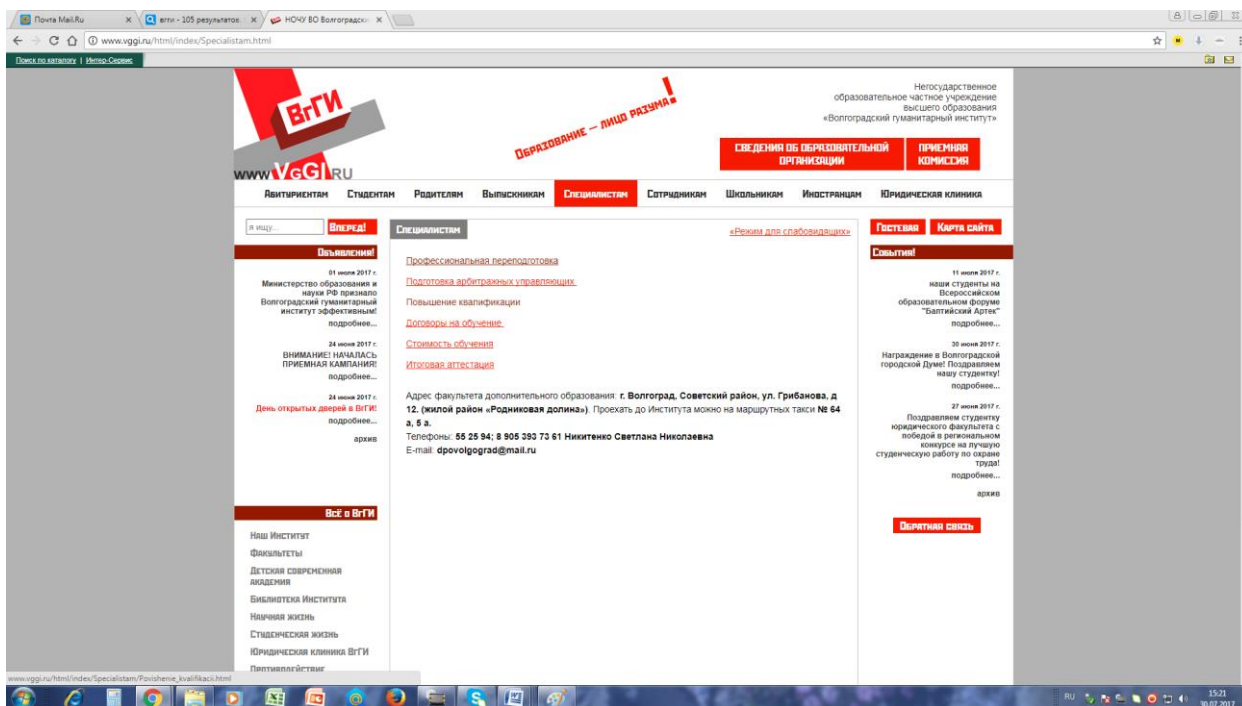 Почта Mail.Ru
вгги - 105 результатов
НОЧУ ВО Волгоградски
www.vggi.ru/html/index/Specialistam.html
Поиск по каталогу | Интер-Сервис
ВгГИ
www.VGGI.RU
Образование – лицо разума!
Негосударственное
образовательное частное учреждение
высшего образования
«Волгоградский гуманитарный институт»
Сведения об образовательной
организации
Приемная
комиссия
Абитуриентам Студентам Родителям Выпускникам Специалистам Сотрудникам Школьникам Иностранцам Юридическая клиника
я ищу... Вперед!
Объявления!
01 июля 2017 г.
Министерство образования и
науки РФ признало
Волгоградский гуманитарный
институт эффективным!
подробнее...
24 июня 2017 г.
ВНИМАНИЕ! НАЧАЛАСЬ
ПРИЕМНАЯ КАМПАНИЯ!
подробнее...
24 июня 2017 г.
День открытых дверей в ВгГИ!
подробнее...
архив
Всё о ВгГИ
Наш Институт
Факультеты
Детская современная
академия
Библиотека Института
Научная жизнь
Студенческая жизнь
Юридическая клиника ВгГИ
Противодействие
Специалистам
«Режим для слабовидящих»
Профессиональная переподготовка
Подготовка арбитражных управляющих
Повышение квалификации
Договоры на обучение
Стоимость обучения
Итоговая аттестация
Адрес факультета дополнительного образования: г. Волгоград, Советский район, ул. Грибанова, д
12. (жилой район «Родниковая долина»). Проехать до Института можно на маршрутных такси № 64
а, 5 а.
Телефоны: 55 25 94; 8 905 393 73 61 Никитенко Светлана Николаевна
E-mail: dpovolgograd@mail.ru
Гостевая Карта сайта
События!
11 июля 2017 г.
наши студенты на
Всероссийском
образовательном форуме
"Балтийский Артек"
подробнее...
30 июня 2017 г.
Награждение в Волгоградской
городской Думе! Поздравляем
нашу студентку!
подробнее...
27 июня 2017 г.
Поздравляем студентку
юридического факультета с
победой в региональном
конкурсе на лучшую
студенческую работу по охране
труда!
подробнее...
архив
Обратная связь
www.vggi.ru/html/index/Specialistam/Povishenie_kvalifikacii.html
RU
15:21
30.07.2017